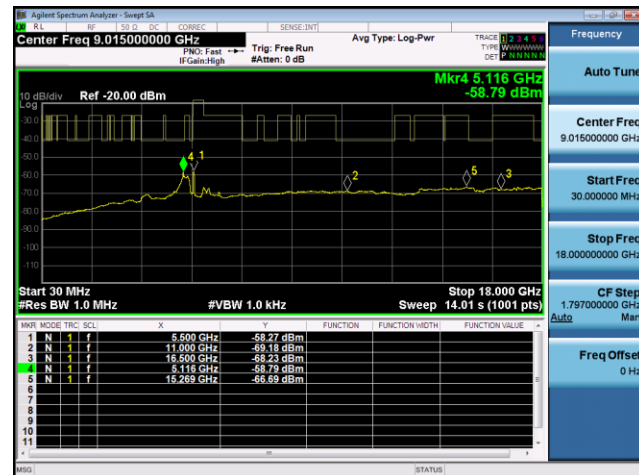 Agilent Spectrum Analyzer - Swept SA
RL RF 50 Ω DC CORREC SENSE:INT
Center Freq 9.015000000 GHz
PNO: Fast
IFGain:High
Trig: Free Run
#Atten: 0 dB
Avg Type: Log-Pwr
TRACE 1 2 3 4 5 6
TYPE WWWWWW
DET P N N N N N
Mkr4 5.116 GHz
-58.79 dBm
10 dB/div Ref -20.00 dBm
Log
-30.0
-40.0
-50.0
-60.0
-70.0
-80.0
-90.0
-100
-110
4 1 2 5 3
Start 30 MHz Stop 18.000 GHz
#Res BW 1.0 MHz #VBW 1.0 kHz Sweep 14.01 s (1001 pts)
MKR MODE TRC SCL X Y FUNCTION FUNCTION WIDTH FUNCTION VALUE
1 N 1 f 5.500 GHz -58.27 dBm
2 N 1 f 11.000 GHz -69.18 dBm
3 N 1 f 16.500 GHz -68.23 dBm
4 N 1 f 5.116 GHz -58.79 dBm
5 N 1 f 15.269 GHz -66.69 dBm
6
7
8
9
10
11
MSG STATUS
Frequency
Auto Tune
Center Freq
9.015000000 GHz
Start Freq
30.000000 MHz
Stop Freq
18.000000000 GHz
CF Step
1.797000000 GHz
Auto Man
Freq Offset
0 Hz